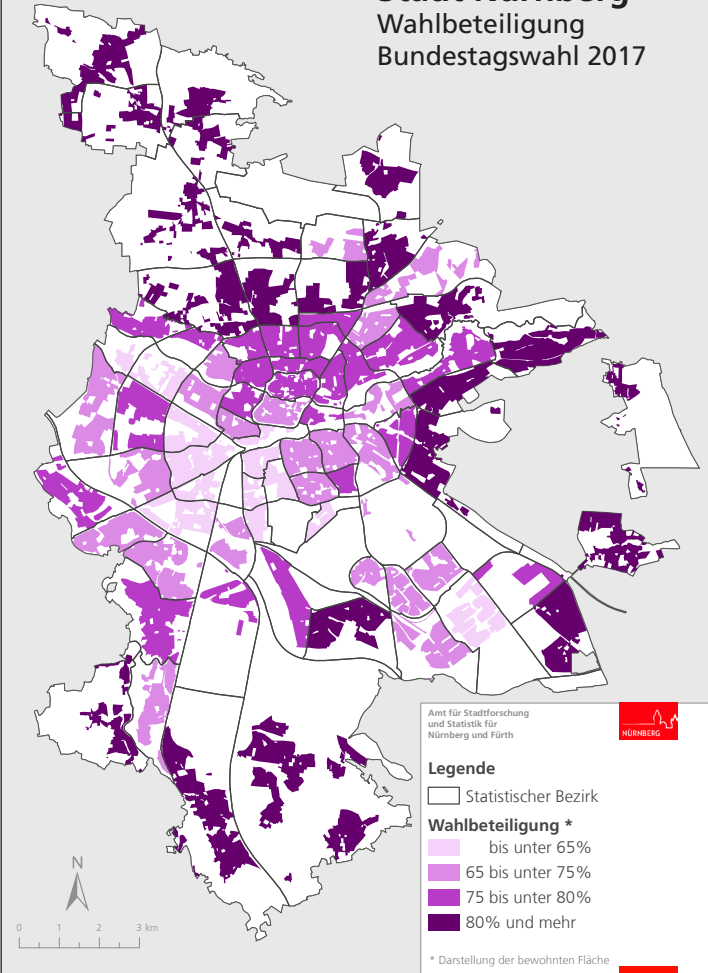 Stadt Nürnberg
Wahlbeteiligung
Bundestagswahl 2017
Amt für Stadtforschung
und Statistik für
Nürnberg und Fürth
NÜRNBERG
Legende
Statistischer Bezirk
Wahlbeteiligung *
bis unter 65%
65 bis unter 75%
75 bis unter 80%
80% und mehr
* Darstellung der bewohnten Fläche
N
0 1 2 3 km